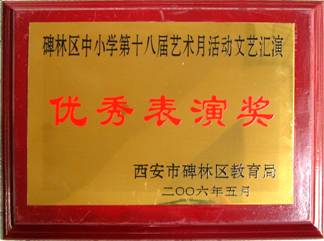 碑林区中小学第十八届艺术月活动文艺汇演
优秀表演奖
西安市碑林区教育局
二〇〇六年五月